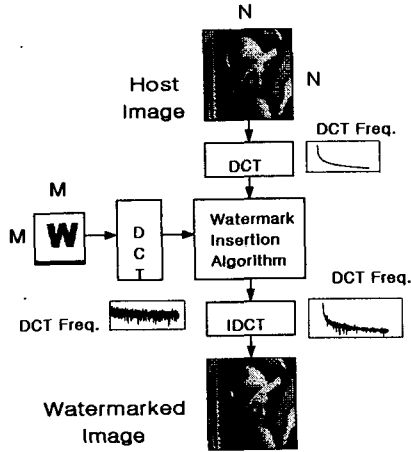 N
Host
Image
N
DCT Freq.
DCT
M
M
W
D
C
T
Watermark
Insertion
Algorithm
DCT Freq.
DCT Freq.
IDCT
Watermarked
Image